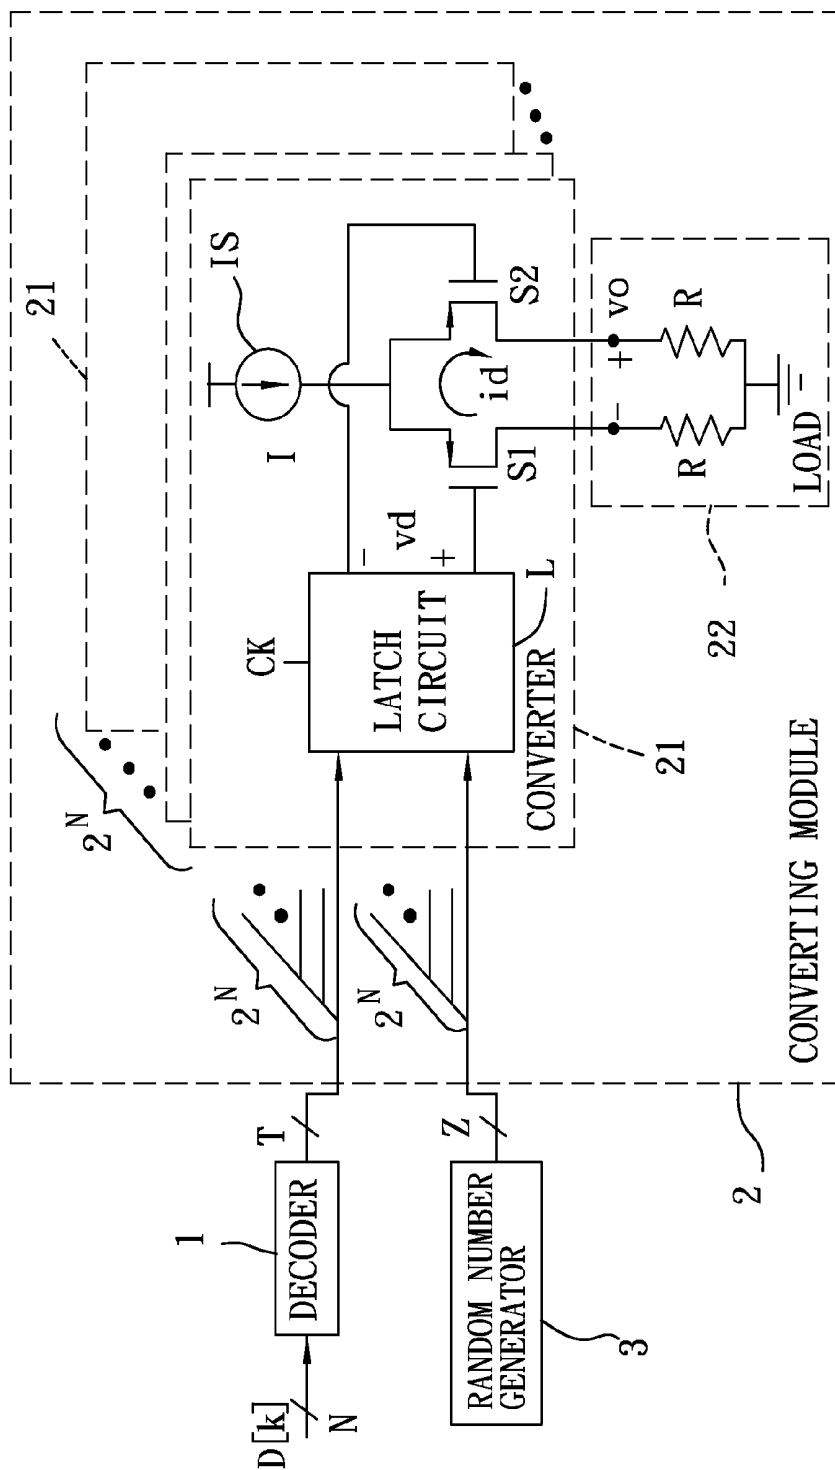 D[k]
N
1
DECODER
T
RANDOM NUMBER
GENERATOR
3
Z
2^N
2^N
2^N
21
IS
I
CK
LATCH
CIRCUIT
L
−
vd
+
S1
S2
id
CONVERTER
21
+
vo
−
R
R
LOAD
22
CONVERTING MODULE
2